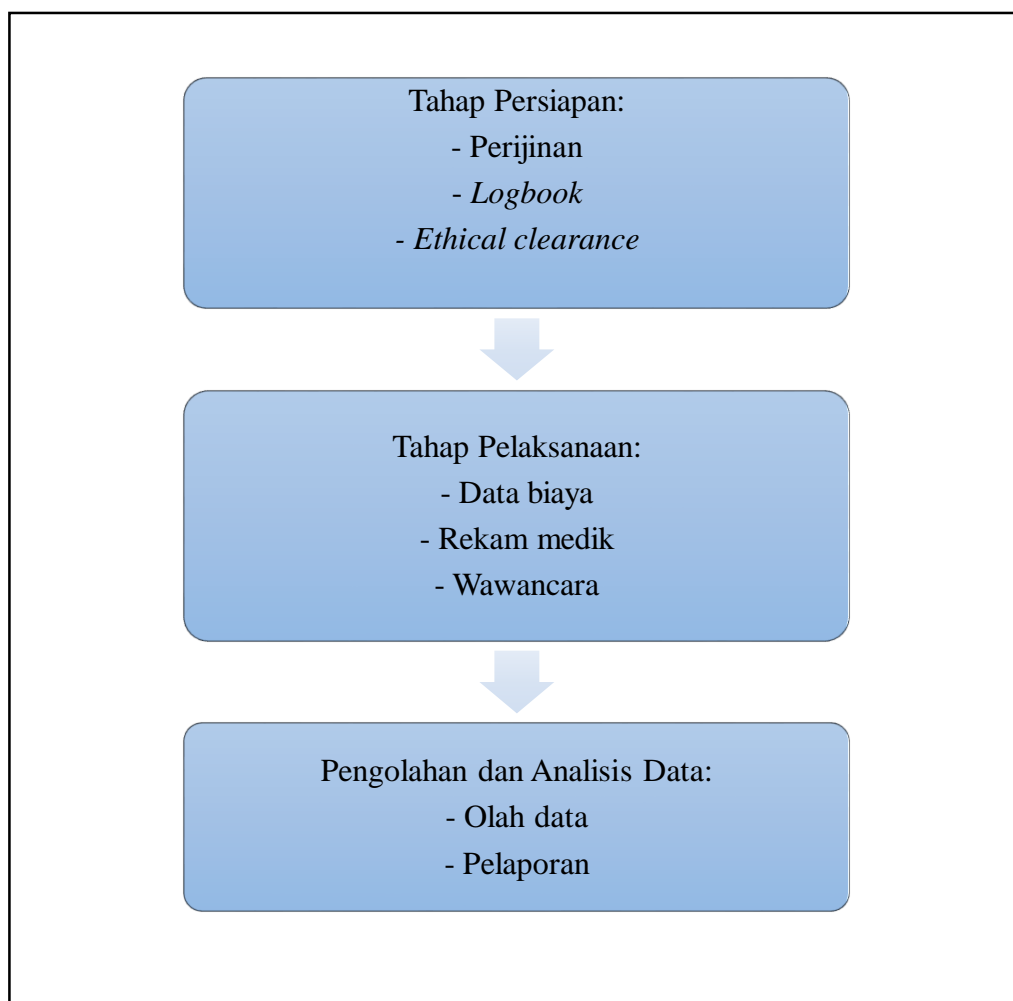 Tahap Persiapan:
- Perijinan
- Logbook
- Ethical clearance
Tahap Pelaksanaan:
- Data biaya
- Rekam medik
- Wawancara
Pengolahan dan Analisis Data:
- Olah data
- Pelaporan